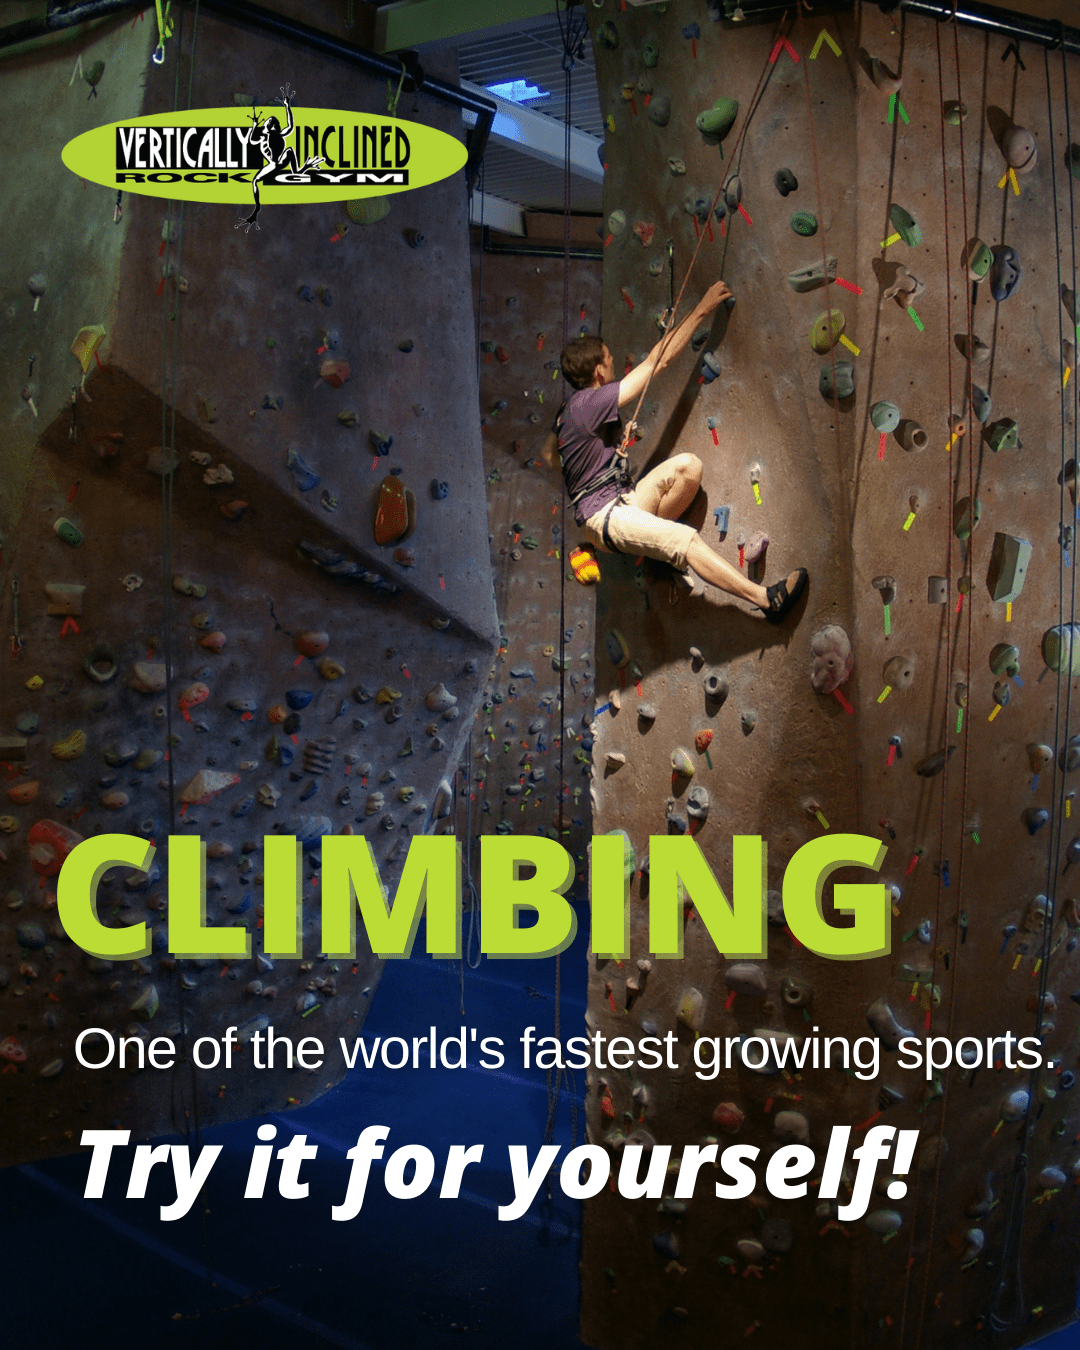 VERTICALLY INCLINED
ROCK GYM
CLIMBING
One of the world's fastest growing sports.
Try it for yourself!